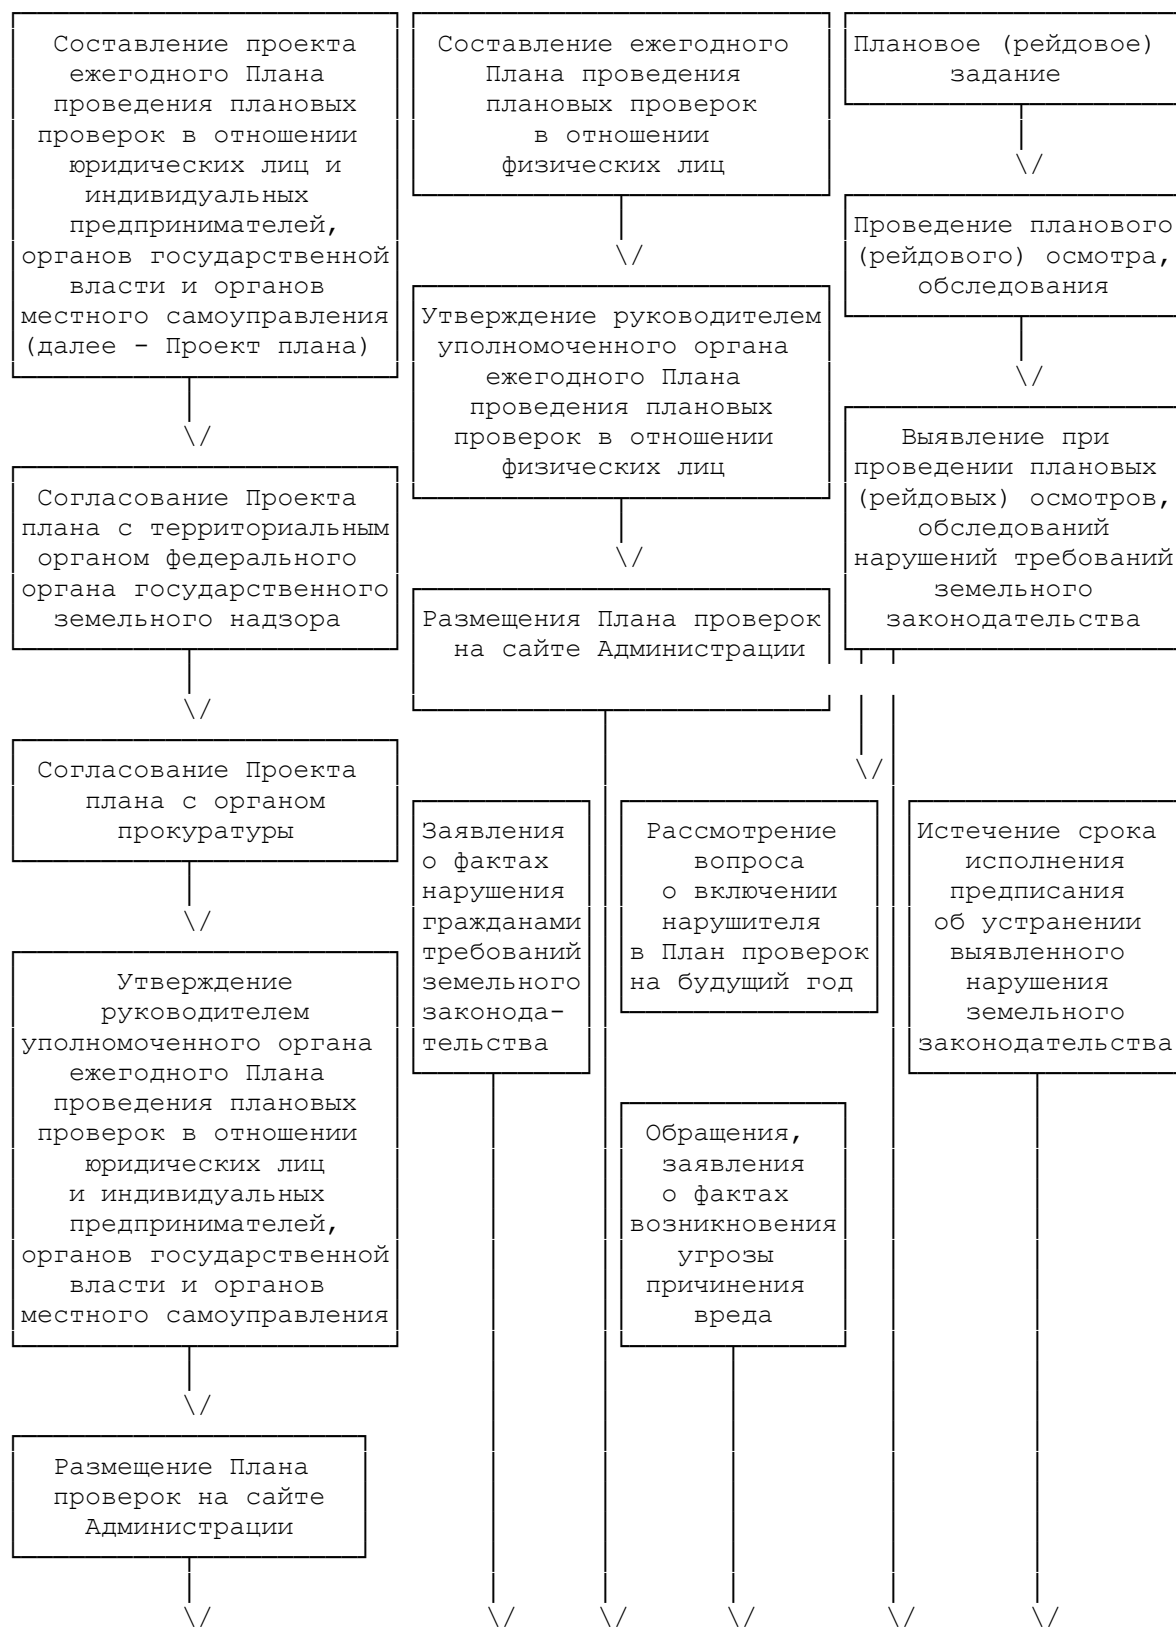 Составление проекта
ежегодного Плана
проведения плановых
проверок в отношении
юридических лиц и
индивидуальных
предпринимателей,
органов государственной
власти и органов
местного самоуправления
(далее - Проект плана)
Согласование Проекта
плана с территориальным
органом федерального
органа государственного
земельного надзора
Согласование Проекта
плана с органом
прокуратуры
Утверждение
руководителем
уполномоченного органа
ежегодного Плана
проведения плановых
проверок в отношении
юридических лиц
и индивидуальных
предпринимателей,
органов государственной
власти и органов
местного самоуправления
Размещение Плана
проверок на сайте
Администрации
Составление ежегодного
Плана проведения
плановых проверок
в отношении
физических лиц
Утверждение руководителем
уполномоченного органа
ежегодного Плана
проведения плановых
проверок в отношении
физических лиц
Размещения Плана проверок
на сайте Администрации
Плановое (рейдовое)
задание
Проведение планового
(рейдового) осмотра,
обследования
Выявление при
проведении плановых
(рейдовых) осмотров,
обследований
нарушений требований
земельного
законодательства
Заявления
о фактах
нарушения
гражданами
требований
земельного
законода-
тельства
Рассмотрение
вопроса
о включении
нарушителя
в План проверок
на будущий год
Обращения,
заявления
о фактах
возникновения
угрозы
причинения
вреда
Истечение срока
исполнения
предписания
об устранении
выявленного
нарушения
земельного
законодательства